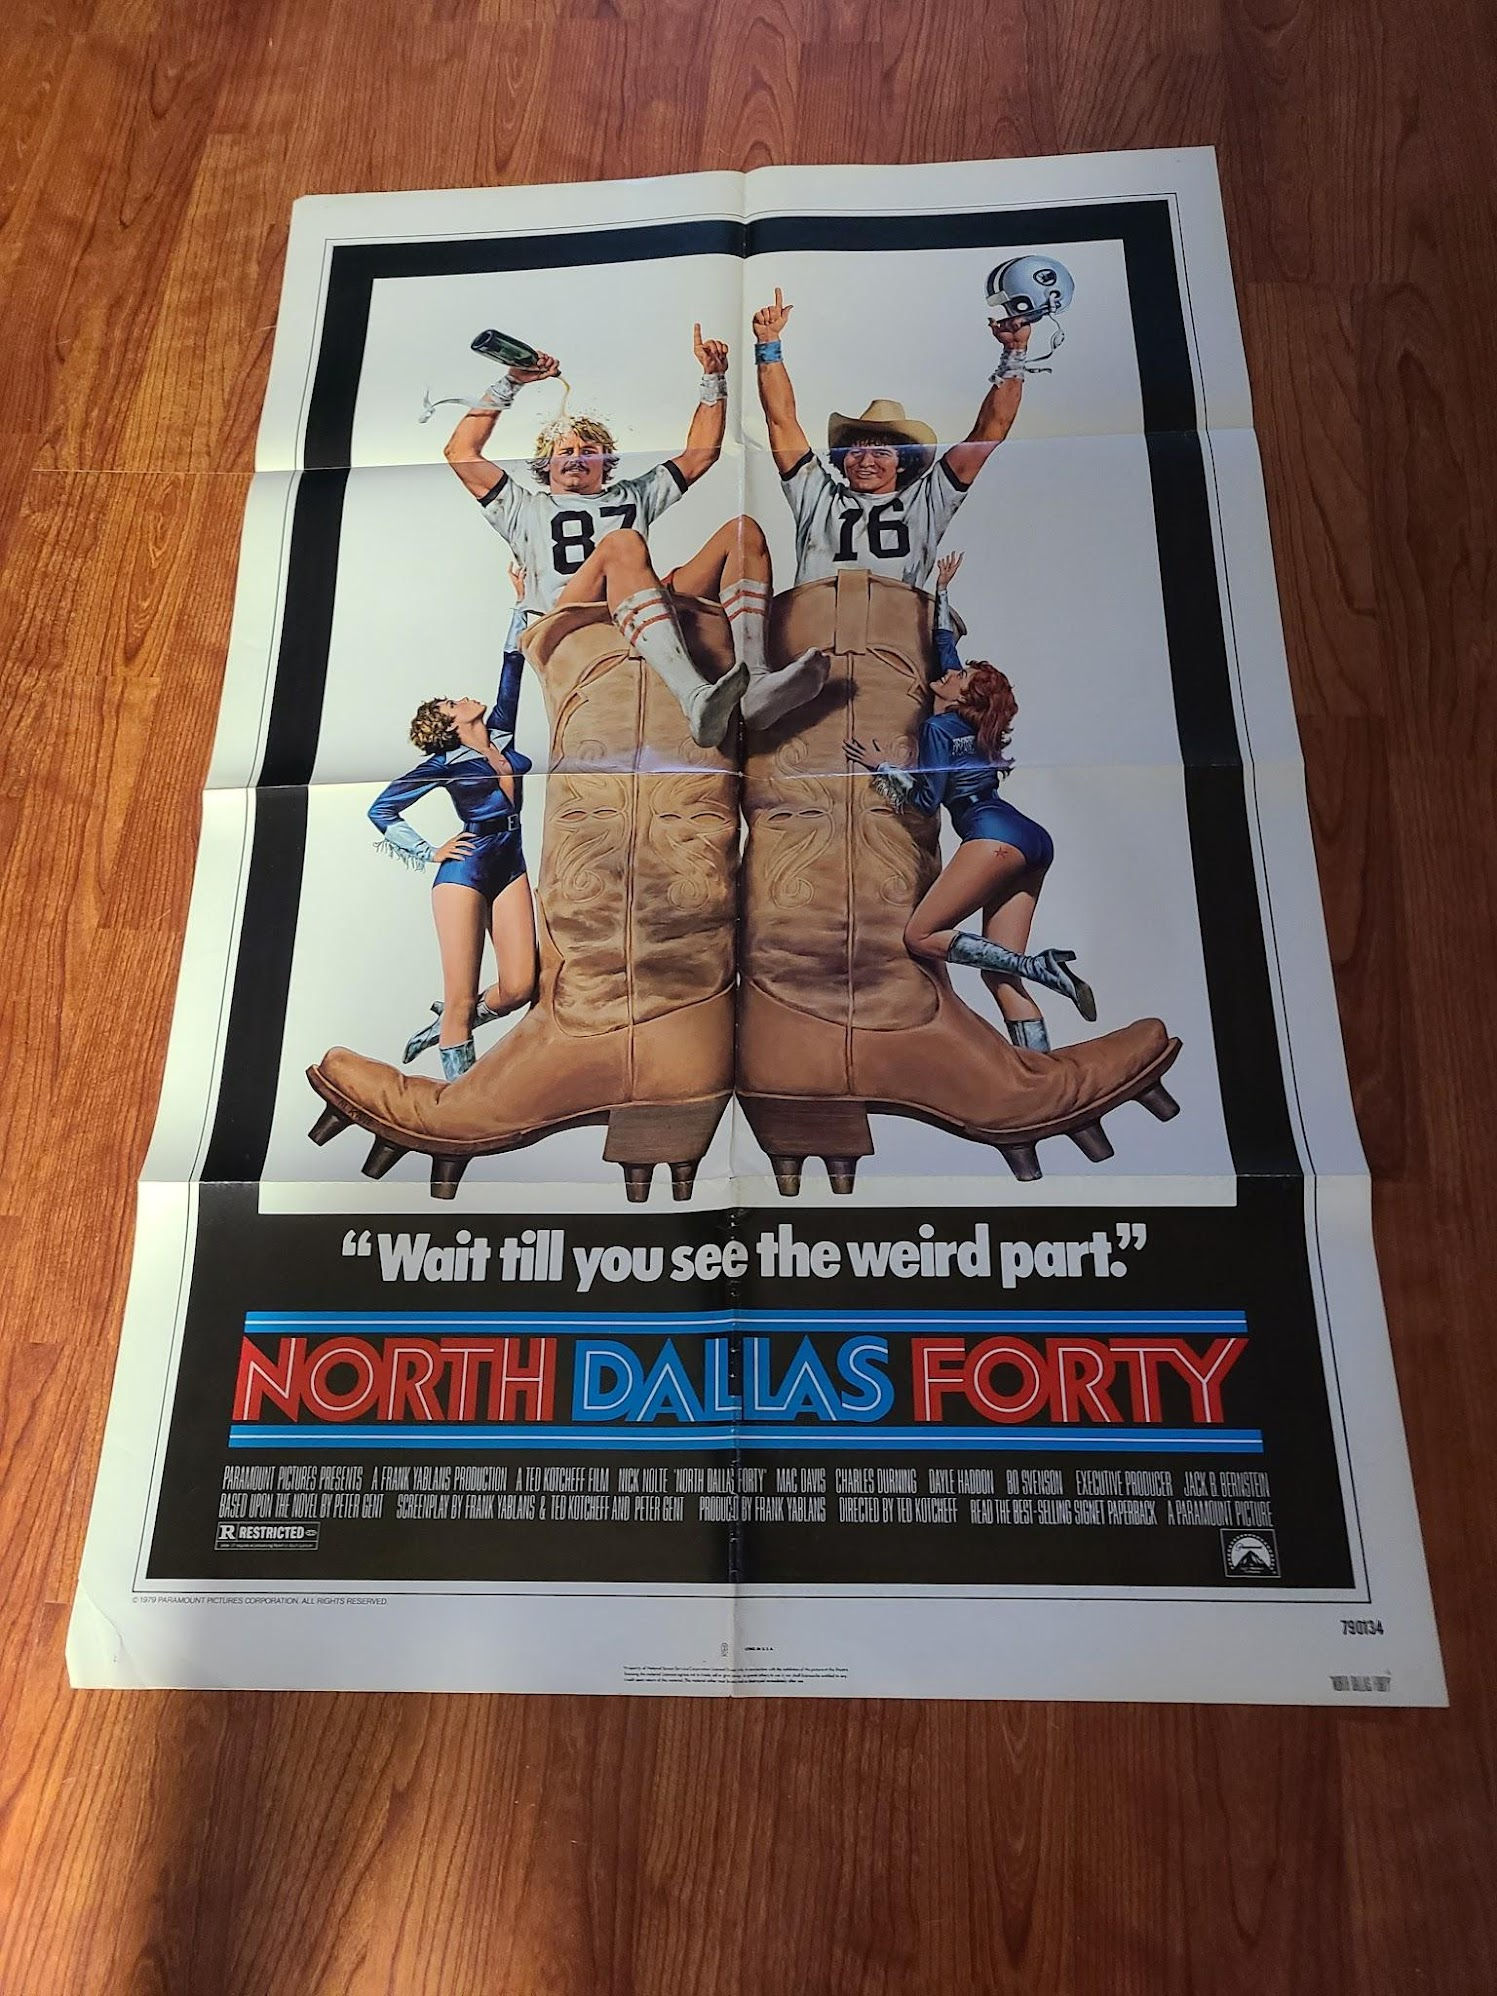 87
16
"Wait till you see the weird part."
NORTH DALLAS FORTY
PARAMOUNT PICTURES PRESENTS A FRANK YABLANS PRODUCTION A TED KOTCHEFF FILM NICK NOLTE "NORTH DALLAS FORTY" MAC DAVIS CHARLES DURNING DAYLE HADDON BO SVENSON EXECUTIVE PRODUCER JACK B. BERNSTEIN
BASED UPON THE NOVEL BY PETER GENT SCREENPLAY BY FRANK YABLANS & TED KOTCHEFF AND PETER GENT PRODUCED BY FRANK YABLANS DIRECTED BY TED KOTCHEFF READ THE BEST-SELLING SIGNET PAPERBACK A PARAMOUNT PICTURE
R RESTRICTED
Paramount
© 1979 PARAMOUNT PICTURES CORPORATION. ALL RIGHTS RESERVED.
790134
NORTH DALLAS FORTY